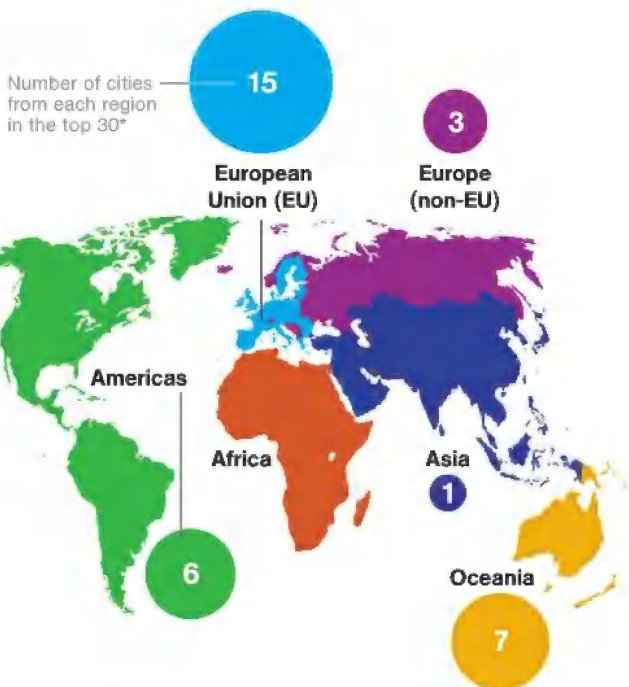 Number of cities
from each region
in the top 30*
15
European
Union (EU)
3
Europe
(non-EU)
Americas
6
Africa
Asia
1
Oceania
7